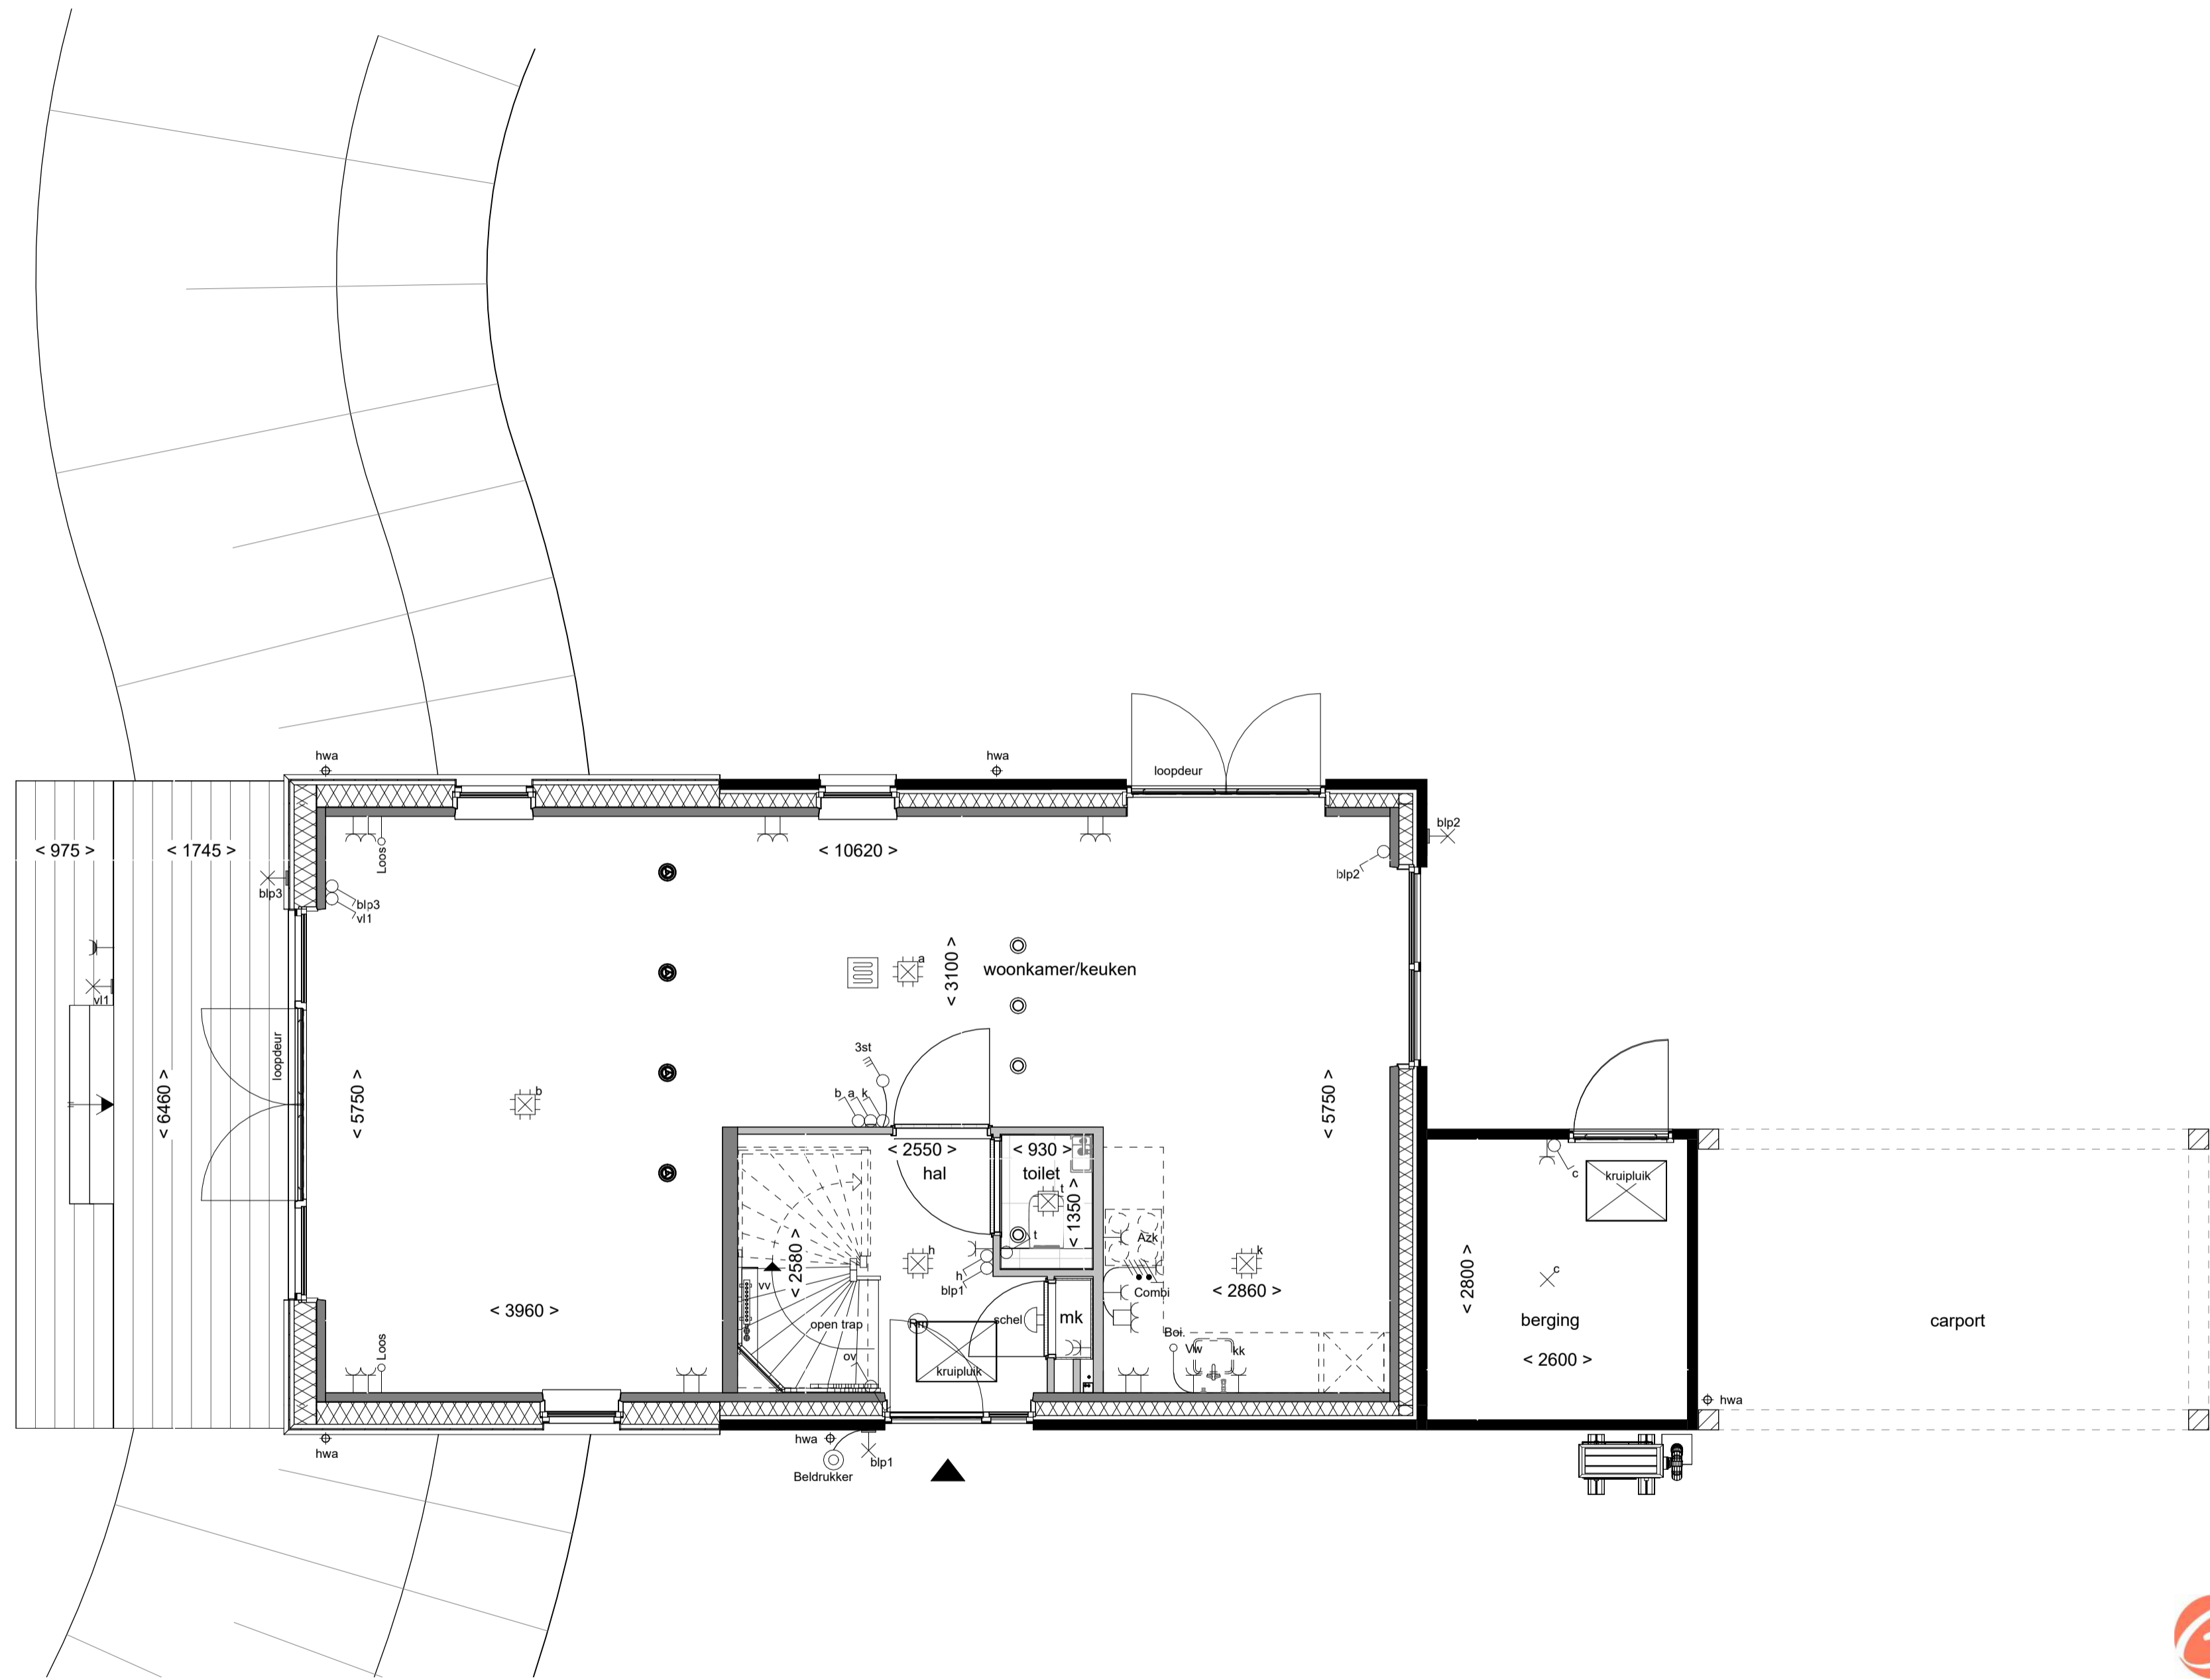 hwa
hwa
loopdeur
< 975 >
< 1745 >
Loos
< 10620 >
blp2
blp2
blp3
blp3
vl1
a
< 3100 >
woonkamer/keuken
vl1
loopdeur
3st
< 6460 >
< 5750 >
b
b a k
< 5750 >
< 2550 >
hal
< 930 >
toilet
c
kruipluik
t
< 1350 >
t
Azk
< 2580 >
h
h
blp1
k
vv
Combi
< 2860 >
< 2800 >
c
< 3960 >
open trap
Rm
schel
mk
berging
carport
Loos
ov
kruipluik
Boi.
Vw
kk
< 2600 >
hwa
hwa
hwa
blp1
Beldrukker